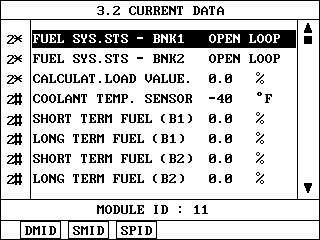 3.2 CURRENT DATA
2* FUEL SYS.STS - BNK1 OPEN LOOP
2* FUEL SYS.STS - BNK2 OPEN LOOP
2* CALCULAT.LOAD VALUE. 0.0 %
2# COOLANT TEMP. SENSOR -40 °F
2# SHORT TERM FUEL (B1) 0.0 %
2# LONG TERM FUEL (B1) 0.0 %
2# SHORT TERM FUEL (B2) 0.0 %
2# LONG TERM FUEL (B2) 0.0 %
MODULE ID : 11
DMID SMID SPID